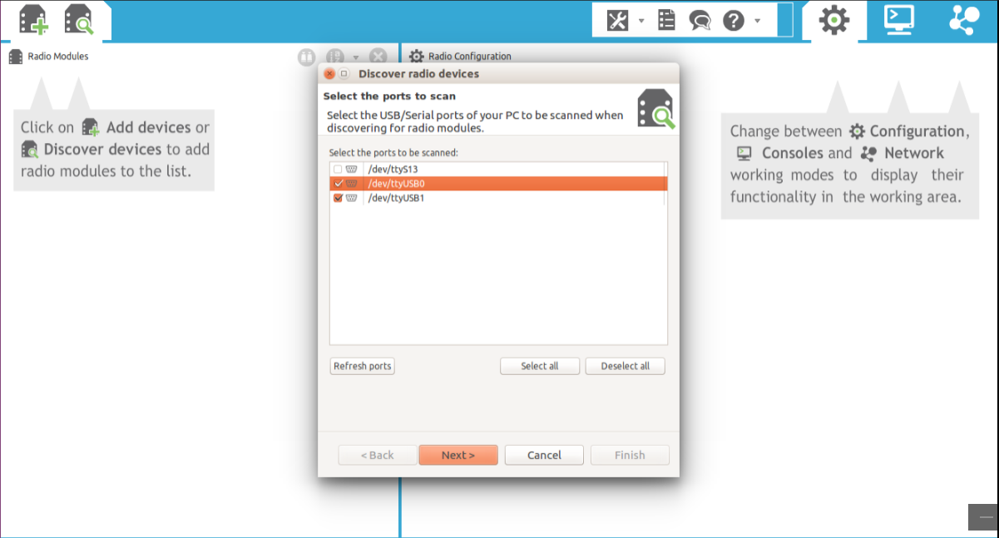 Radio Modules
Radio Configuration
Click on Add devices or
Discover devices to add
radio modules to the list.
Discover radio devices
Select the ports to scan
Select the USB/Serial ports of your PC to be scanned when
discovering for radio modules.
Select the ports to be scanned:
/dev/ttyS13
/dev/ttyUSB0
/dev/ttyUSB1
Refresh ports
Select all
Deselect all
< Back
Next >
Cancel
Finish
Change between Configuration,
Consoles and Network
working modes to display their
functionality in the working area.